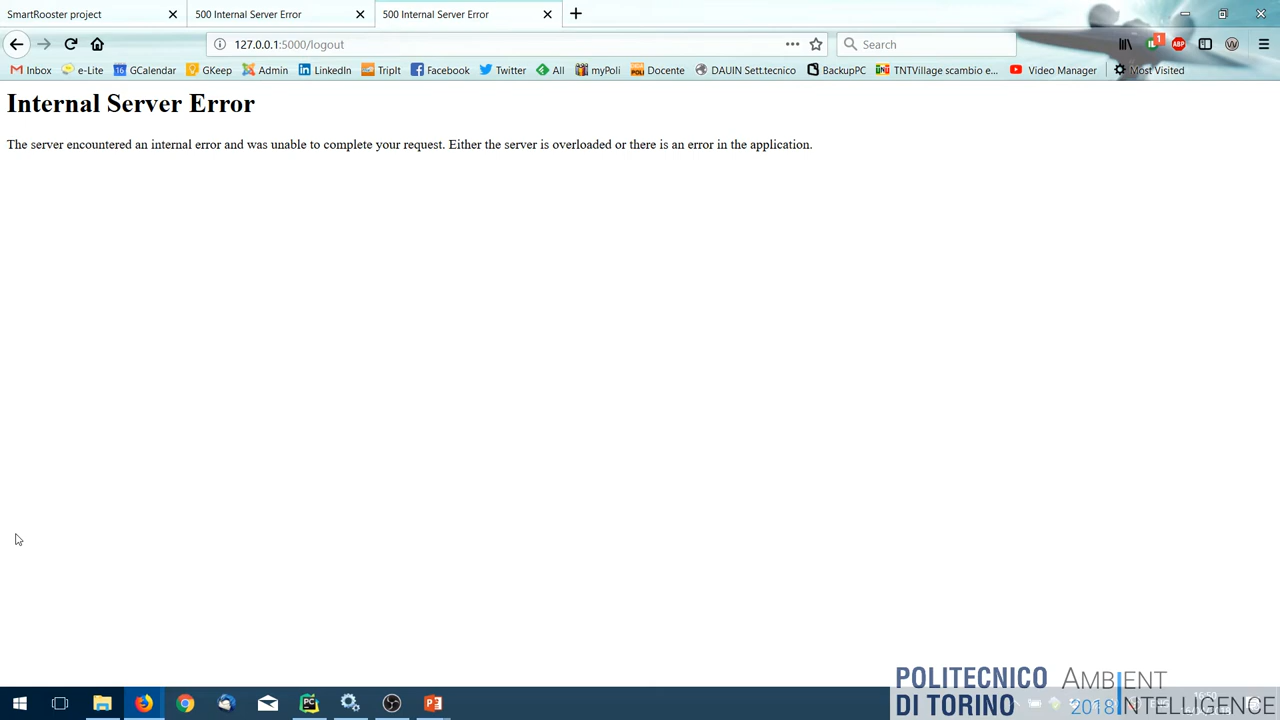 SmartRooster project
500 Internal Server Error
500 Internal Server Error
127.0.0.1:5000/logout
Search
1
ABP
Inbox
e-Lite
16 GCalendar
GKeep
Admin
LinkedIn
TripIt
Facebook
Twitter
All
myPoli
Docente
DAUIN Sett.tecnico
BackupPC
TNTVillage scambio e...
Video Manager
Most Visited
Internal Server Error
The server encountered an internal error and was unable to complete your request. Either the server is overloaded or there is an error in the application.
POLITECNICO
DI TORINO
AMBIENT
2018 INTELLIGENCE